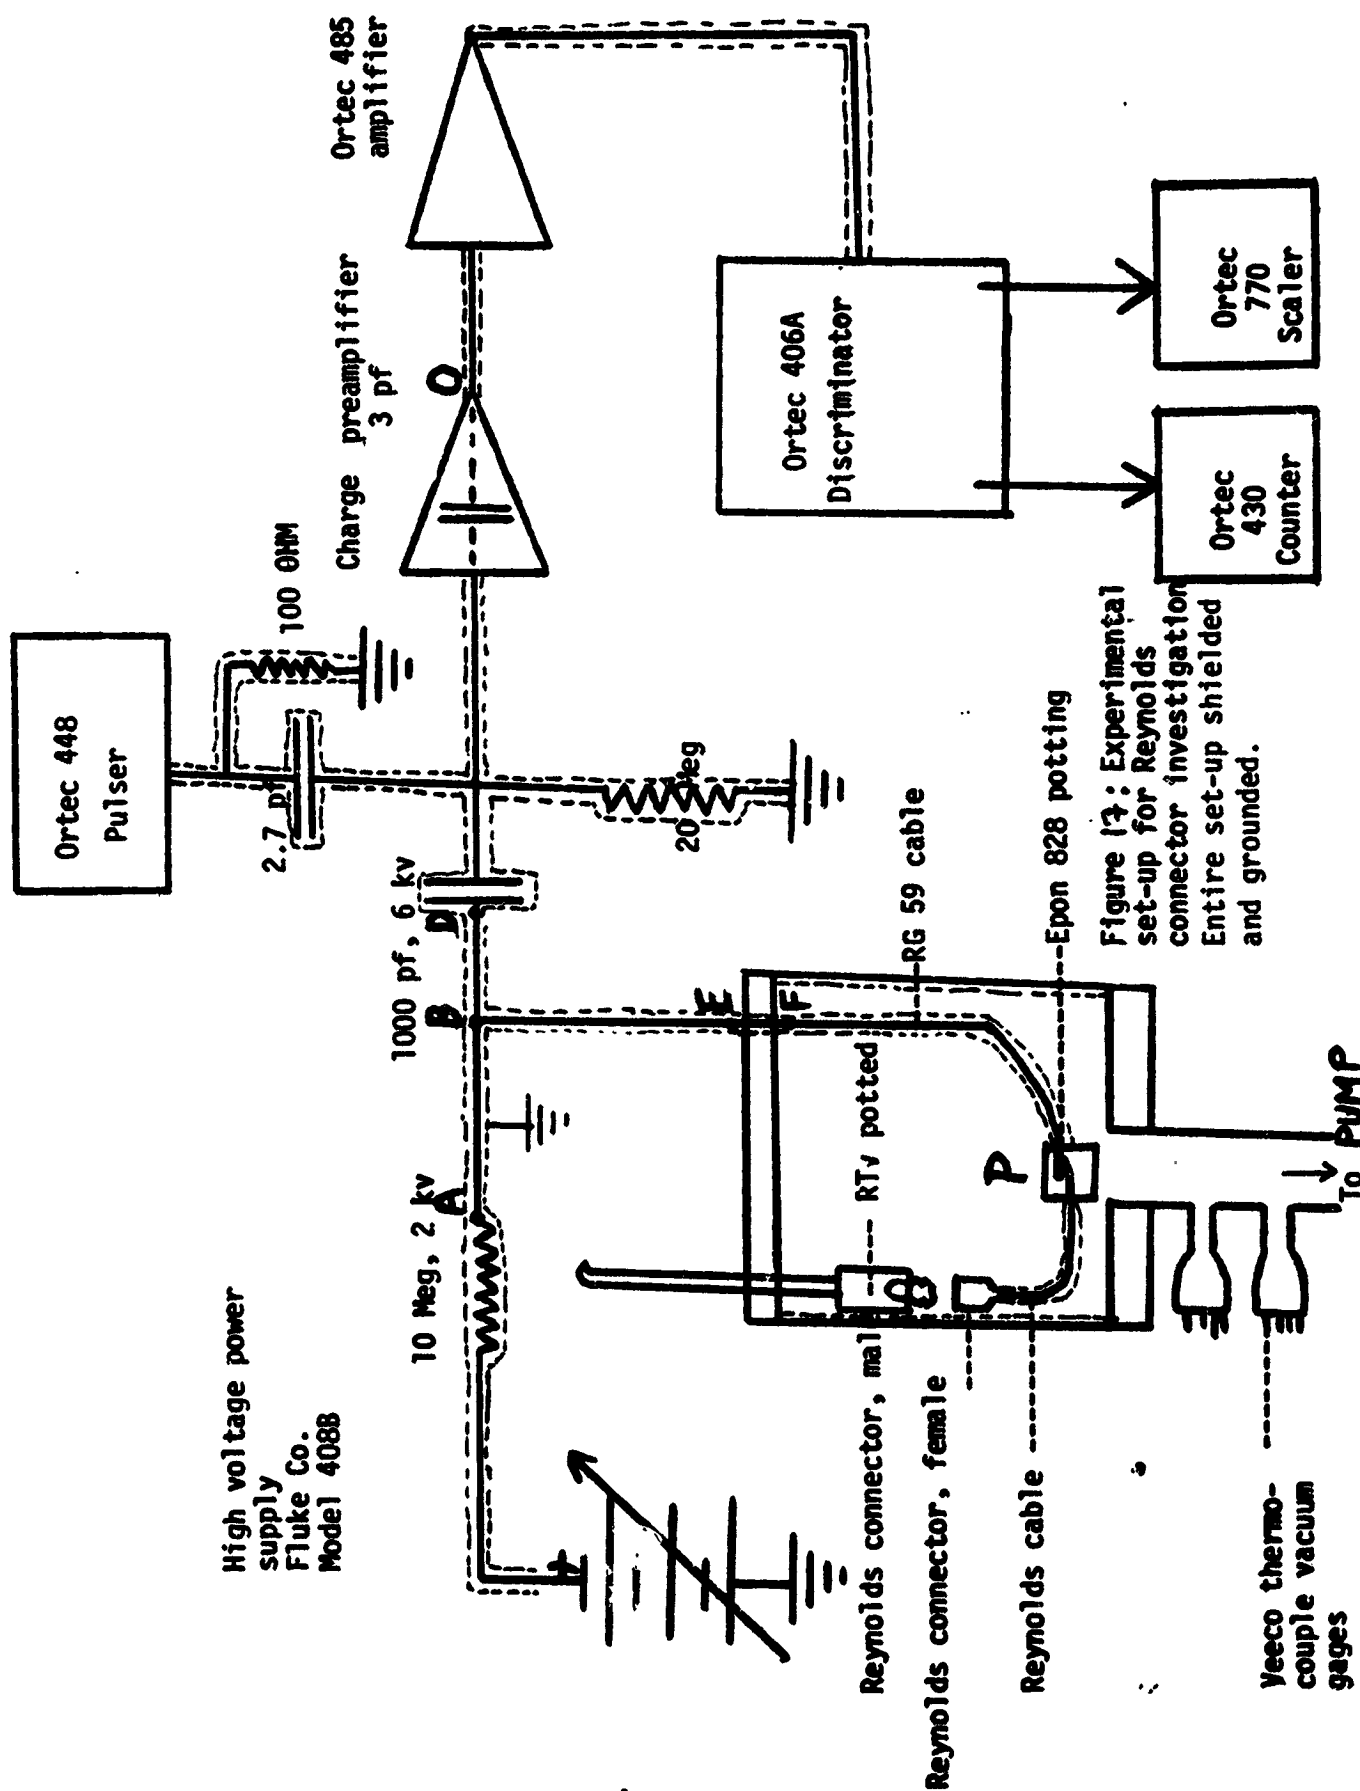 Ortec 448
Pulser
100 OHM
2.7 pf
Ortec 485
amplifier
Charge preamplifier
3 pf
O
1000 pf, 6 kv
D
B
20 Meg
10 Meg, 2 kv
A
High voltage power
supply
Fluke Co.
Model 408B
+
Ortec 406A
Discriminator
Ortec
770
Scaler
Ortec
430
Counter
E
F
RG 59 cable
RTV potted
P
Epon 828 potting
Reynolds connector, mal
Reynolds connector, female
Reynolds cable
Veeco thermo-
couple vacuum
gages
To PUMP
Figure 17: Experimental
set-up for Reynolds
connector investigation
Entire set-up shielded
and grounded.